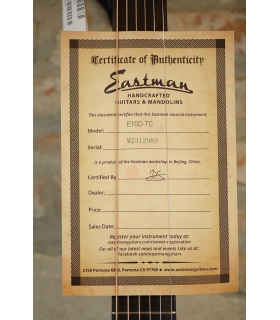 Certificate of Authenticity
Eastman
HANDCRAFTED
GUITARS & MANDOLINS
This document certifies that this Eastman musical instrument,
Model: E10D-TC
Serial: M2312989
is a product of the Eastman workshop in Beijing, China.
Certified By:
Dealer:
Price:
Sales Date:
Register your instrument today at:
eastmanguitars.com/owner-registration
For all of our latest news and events like us at:
facebook.com/eastmanguitars
2158 Pomona Blvd, Pomona CA 91768 ♥ www.eastmanguitars.com